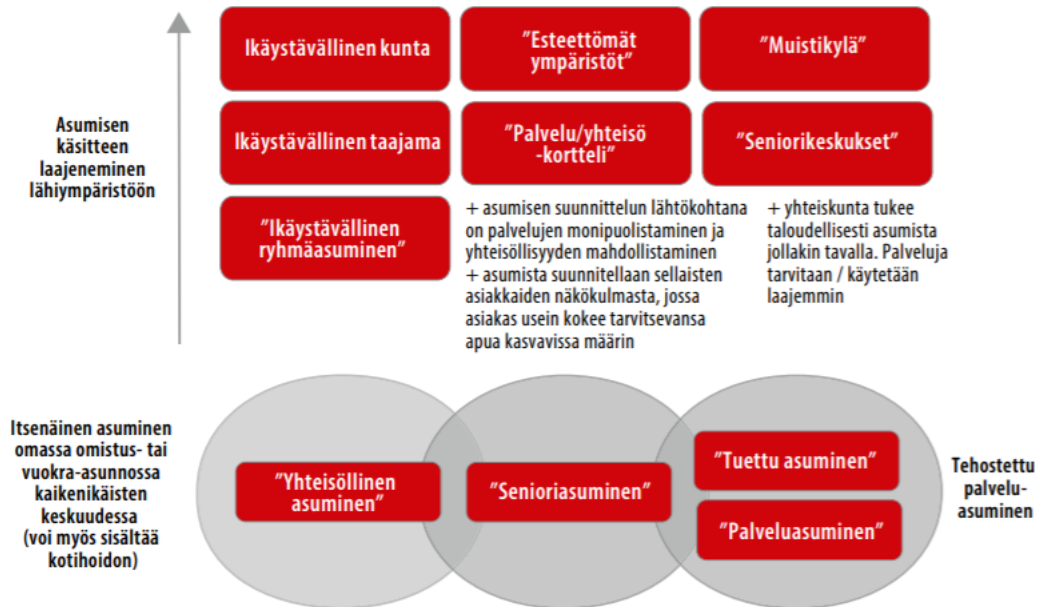 Asumisen
käsitteen
laajeneminen
lähiympäristöön
Ikäystävällinen kunta
”Esteettömät
ympäristöt”
”Muistikylä”
Ikäystävällinen taajama
”Palvelu/yhteisö
-kortteli”
”Seniorikeskukset”
”Ikäystävällinen
ryhmäasuminen”
+ asumisen suunnittelun lähtökohtana
on palvelujen monipuolistaminen ja
yhteisöllisyyden mahdollistaminen
+ asumista suunnitellaan sellaisten
asiakkaiden näkökulmasta, jossa
asiakas usein kokee tarvitsevansa
apua kasvavissa määrin
+ yhteiskunta tukee
taloudellisesti asumista
jollakin tavalla. Palveluja
tarvitaan / käytetään
laajemmin
Itsenäinen asuminen
omassa omistus- tai
vuokra-asunnossa
kaikenikäisten
keskuudessa
(voi myös sisältää
kotihoidon)
”Yhteisöllinen
asuminen”
”Senioriasuminen”
”Tuettu asuminen”
”Palveluasuminen”
Tehostettu
palvelu-
asuminen